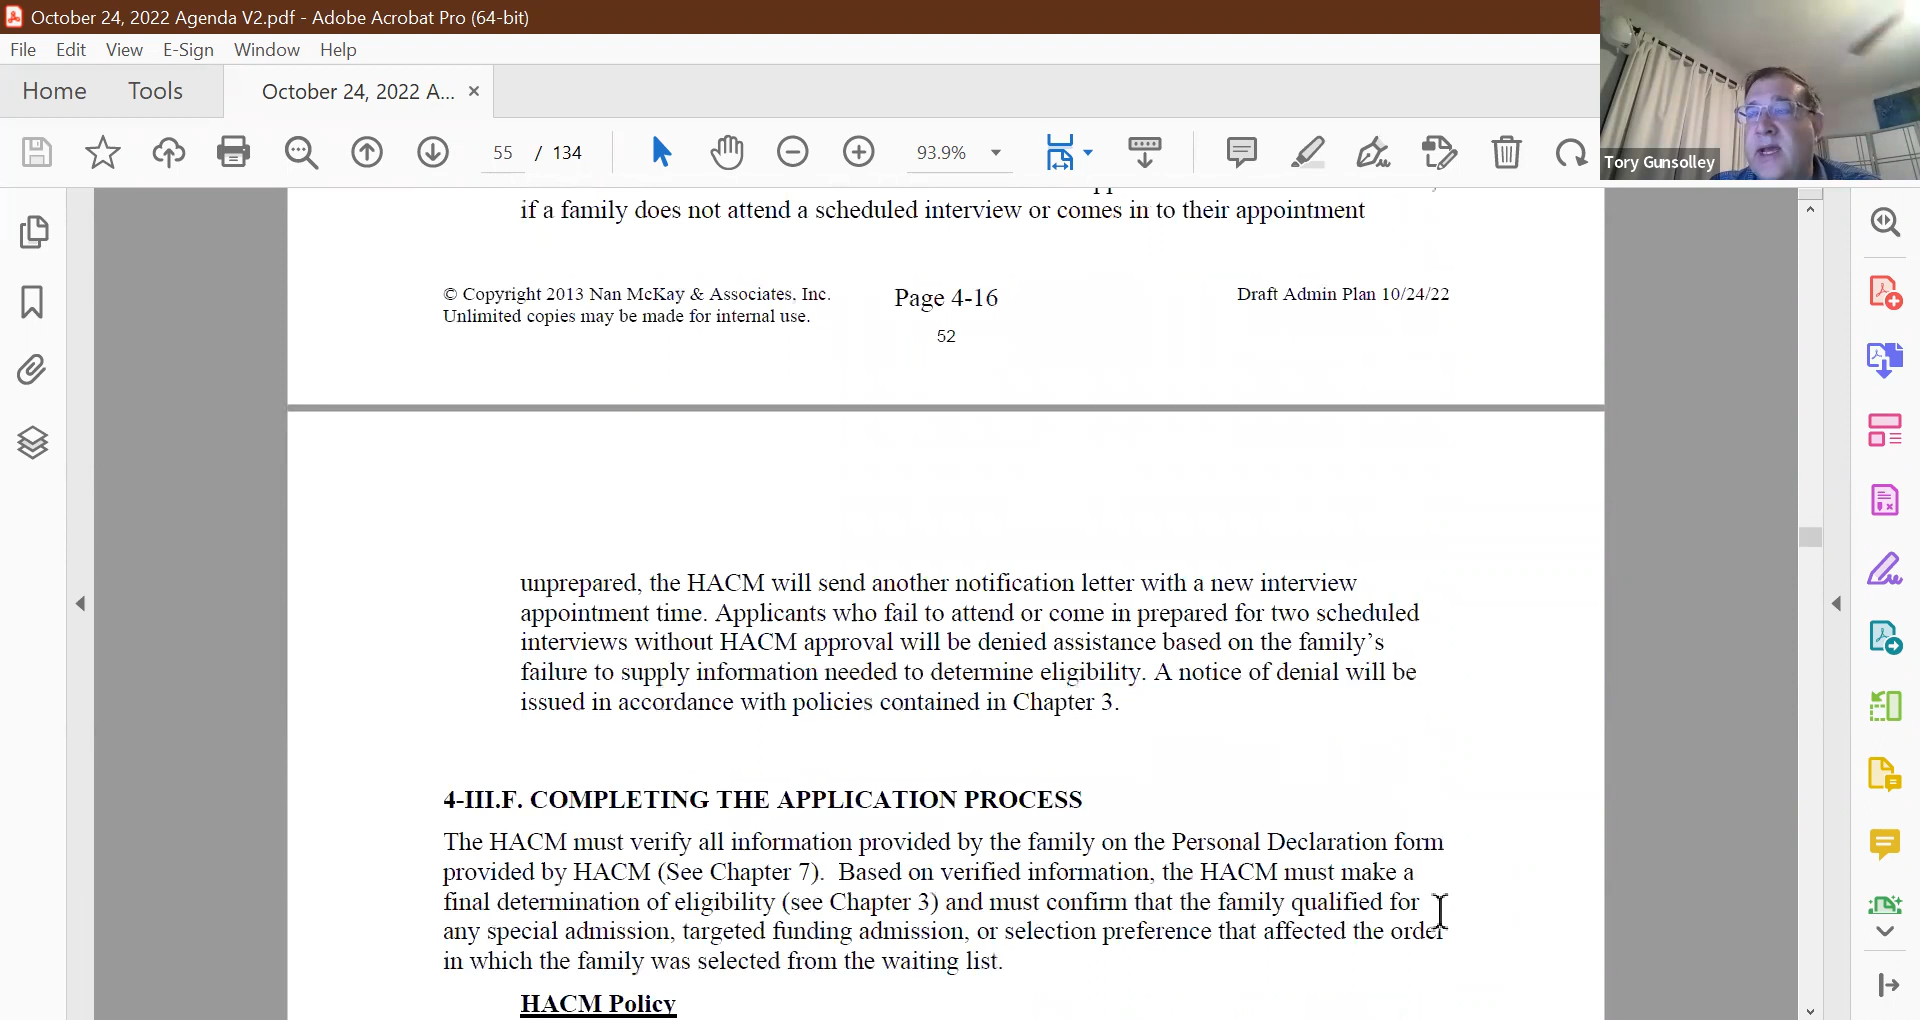 October 24, 2022 Agenda V2.pdf - Adobe Acrobat Pro (64-bit)
File Edit View E-Sign Window Help
Home Tools October 24, 2022 A... ×
55 / 134 93.9%
Tory Gunsolley
if a family does not attend a scheduled interview or comes in to their appointment
© Copyright 2013 Nan McKay & Associates, Inc. Page 4-16 Draft Admin Plan 10/24/22
Unlimited copies may be made for internal use.
52
unprepared, the HACM will send another notification letter with a new interview
appointment time. Applicants who fail to attend or come in prepared for two scheduled
interviews without HACM approval will be denied assistance based on the family's
failure to supply information needed to determine eligibility. A notice of denial will be
issued in accordance with policies contained in Chapter 3.
4-III.F. COMPLETING THE APPLICATION PROCESS
The HACM must verify all information provided by the family on the Personal Declaration form
provided by HACM (See Chapter 7). Based on verified information, the HACM must make a
final determination of eligibility (see Chapter 3) and must confirm that the family qualified for
any special admission, targeted funding admission, or selection preference that affected the order
in which the family was selected from the waiting list.
HACM Policy